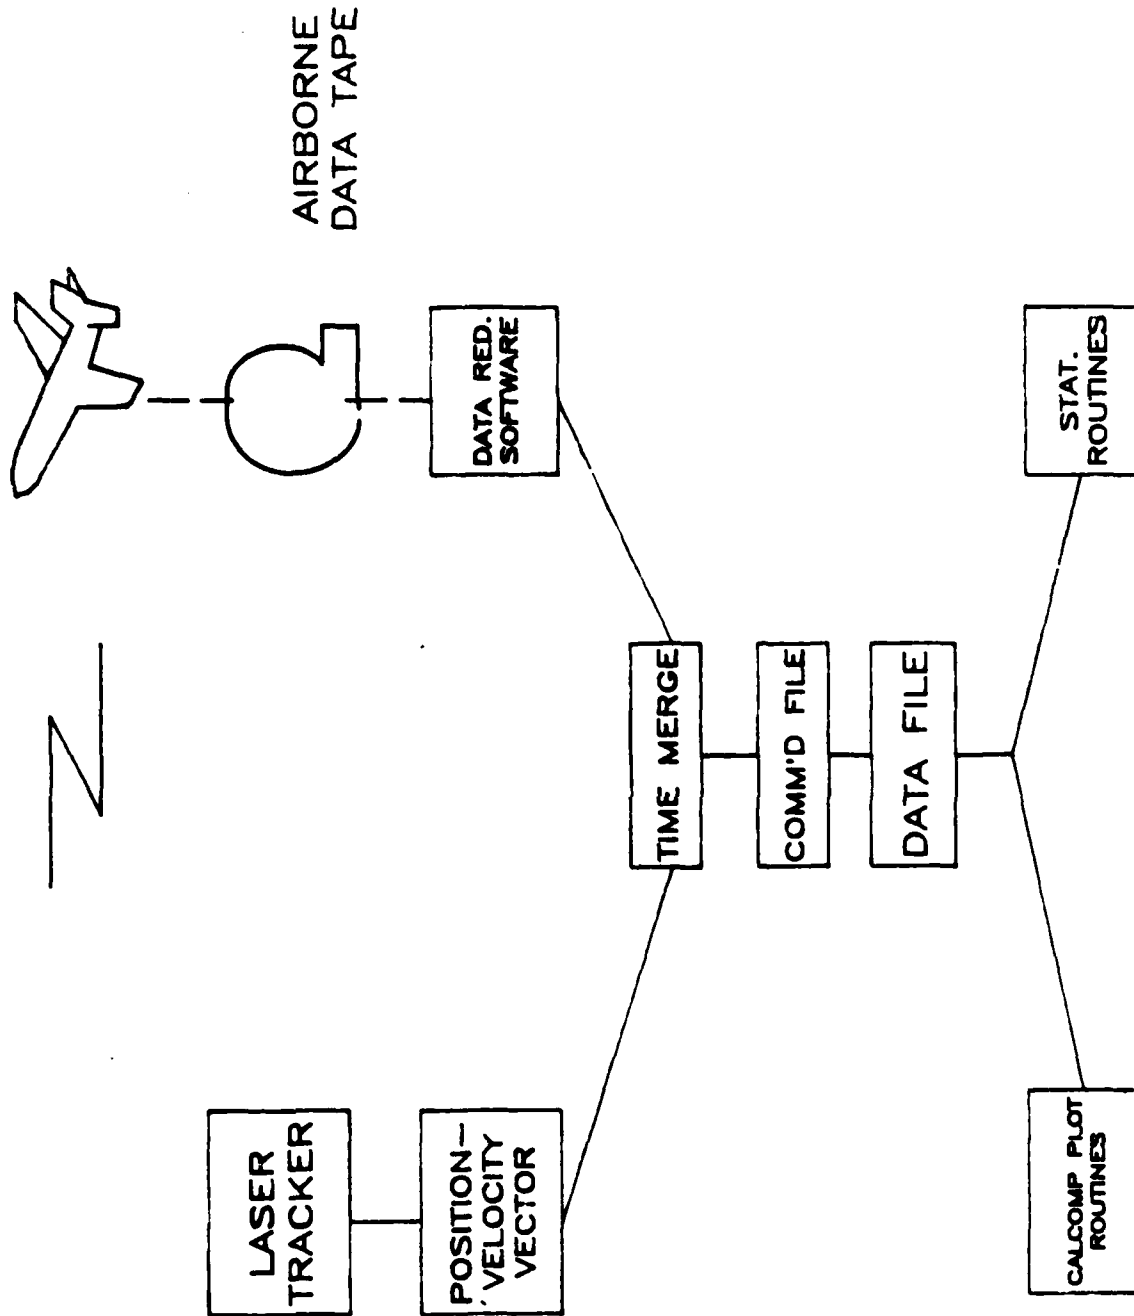 AIRBORNE
DATA TAPE
LASER
TRACKER
POSITION—
VELOCITY
VECTOR
DATA RED.
SOFTWARE
TIME MERGE
COMM'D FILE
DATA FILE
CALCOMP PLOT
ROUTINES
STAT.
ROUTINES